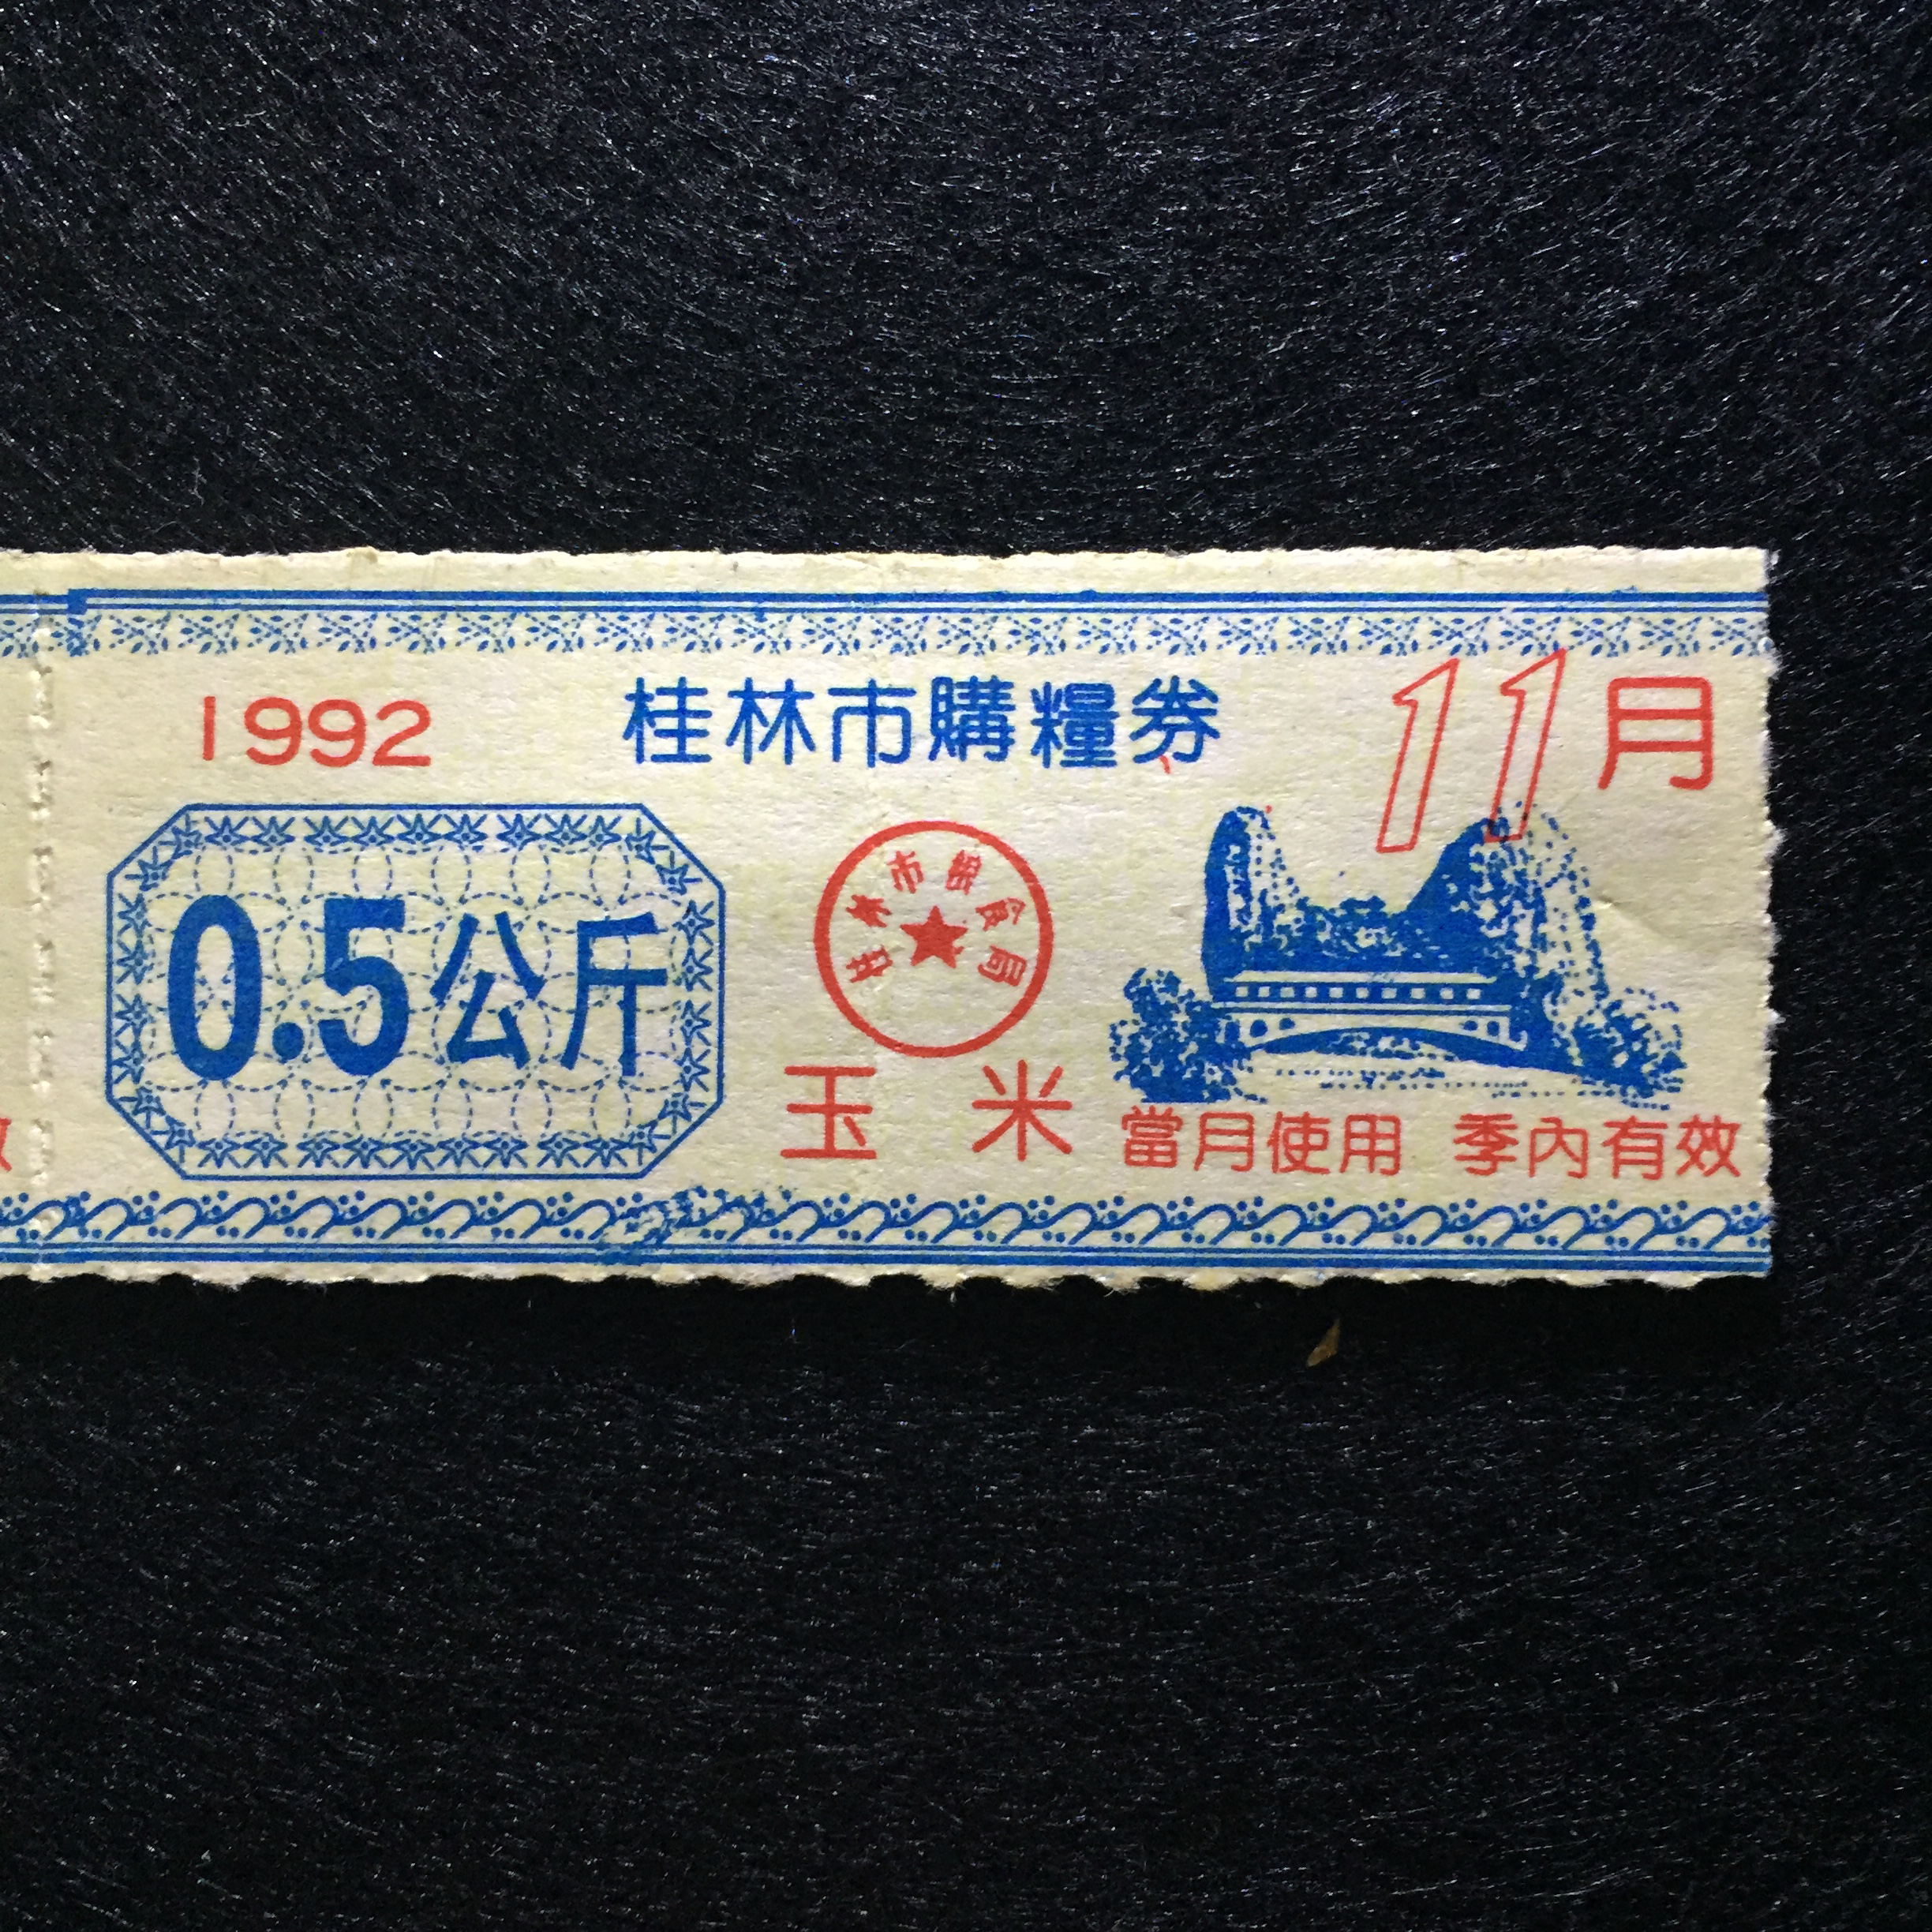 1992 桂林市購糧券 11月
0.5公斤
桂林市糧食局
玉米
當月使用 季內有效